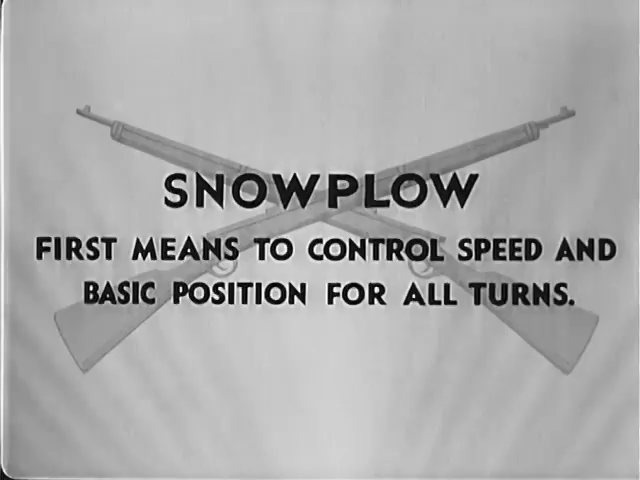 SNOWPLOW
FIRST MEANS TO CONTROL SPEED AND
BASIC POSITION FOR ALL TURNS.